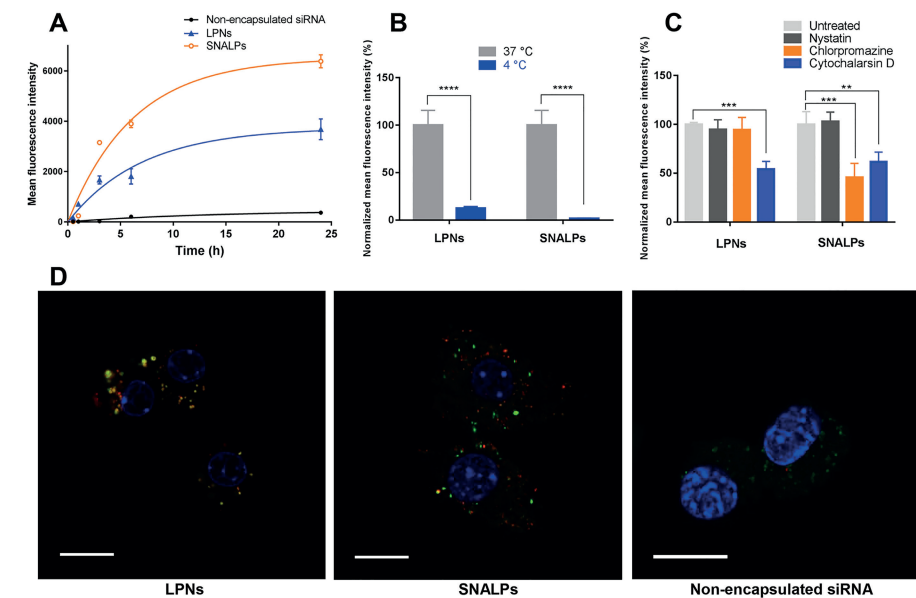 A
Non-encapsulated siRNA
LPNs
SNALPs
Mean fluorescence intensity
6000
4000
2000
0
0 5 10 15 20 25
Time (h)
B
37 °C
4 °C
Normalized mean fluorescence intensity (%)
150
100
50
0
**** ****
LPNs SNALPs
C
Untreated
Nystatin
Chlorpromazine
Cytochalarsin D
Normalized mean fluorescence intensity (%)
150
100
50
0
*** **
***
LPNs SNALPs
D
LPNs SNALPs Non-encapsulated siRNA